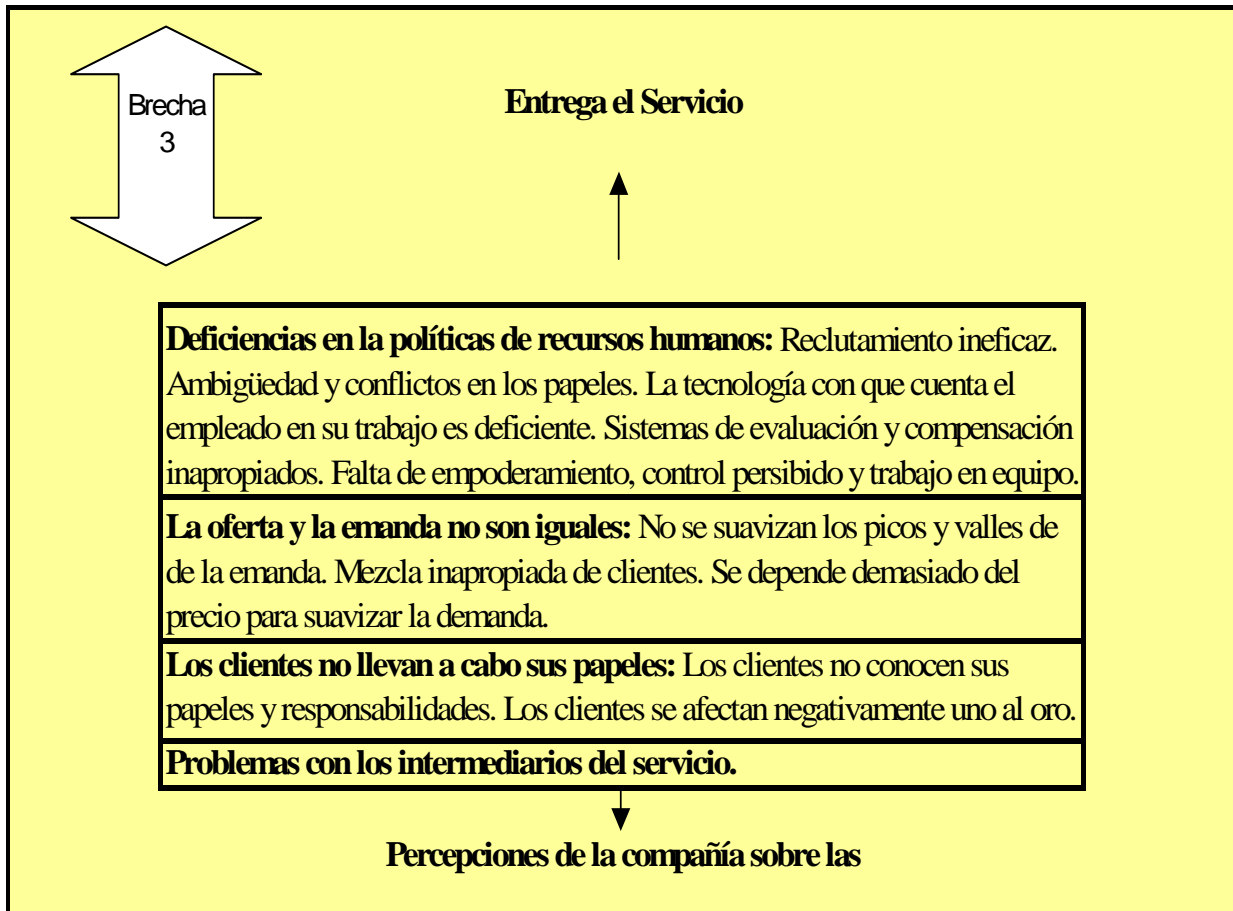 Brecha
3
Entrega el Servicio
Deficiencias en la políticas de recursos humanos: Reclutamiento ineficaz.
Ambigüedad y conflictos en los papeles. La tecnología con que cuenta el
empleado en su trabajo es deficiente. Sistemas de evaluación y compensación
inapropiados. Falta de empoderamiento, control persibido y trabajo en equipo.
La oferta y la emanda no son iguales: No se suavizan los picos y valles de
de la emanda. Mezcla inapropiada de clientes. Se depende demasiado del
precio para suavizar la demanda.
Los clientes no llevan a cabo sus papeles: Los clientes no conocen sus
papeles y responsabilidades. Los clientes se afectan negativamente uno al oro.
Problemas con los intermediarios del servicio.
Percepciones de la compañía sobre las